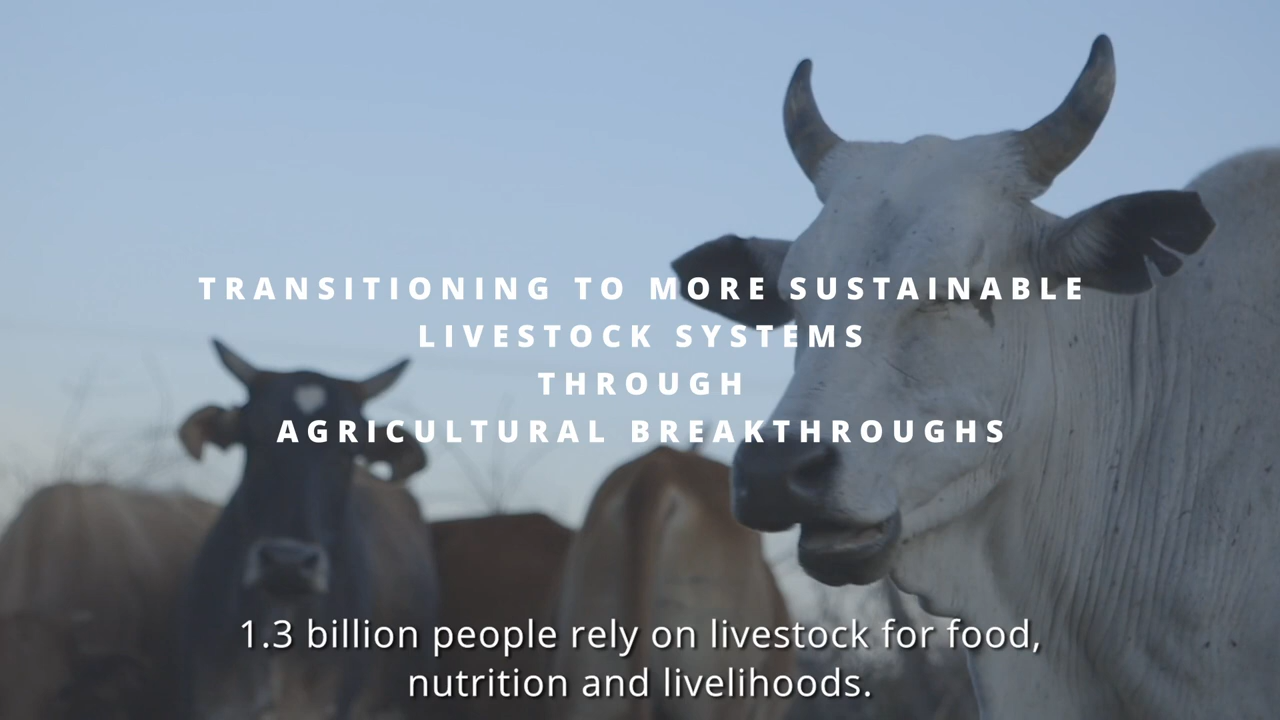 TRANSITIONING TO MORE SUSTAINABLE
LIVESTOCK SYSTEMS
THROUGH
AGRICULTURAL BREAKTHROUGHS
1.3 billion people rely on livestock for food,
nutrition and livelihoods.